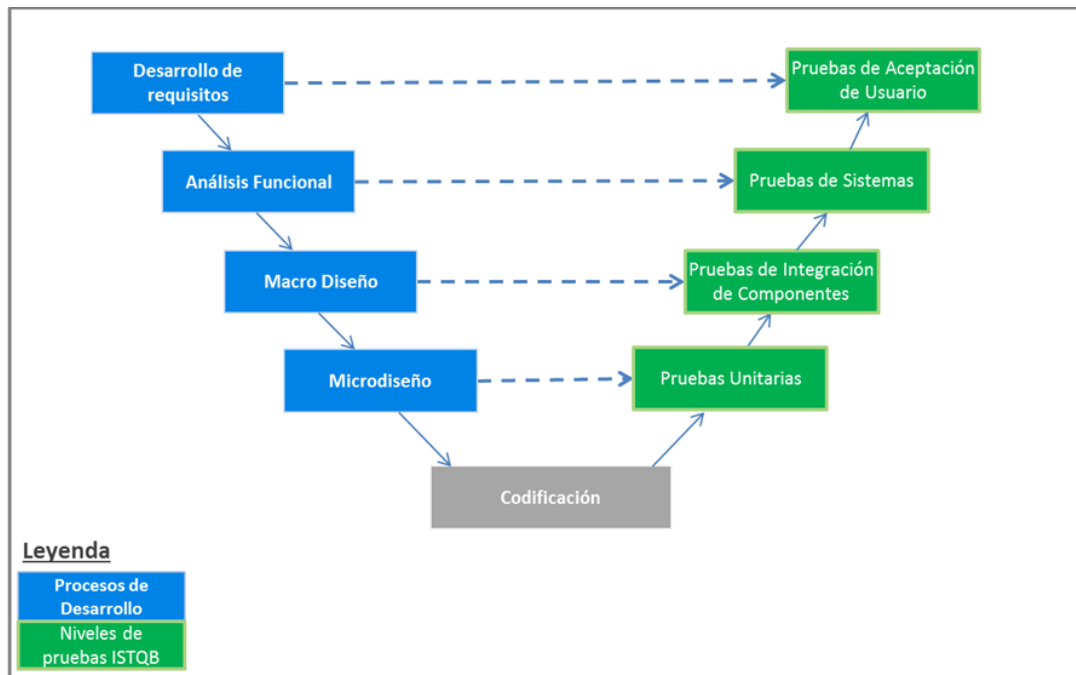 Desarrollo de
requisitos
Pruebas de Aceptación
de Usuario
Análisis Funcional
Pruebas de Sistemas
Macro Diseño
Pruebas de Integración
de Componentes
Microdiseño
Pruebas Unitarias
Codificación
Leyenda
Procesos de
Desarrollo
Niveles de
pruebas ISTQB